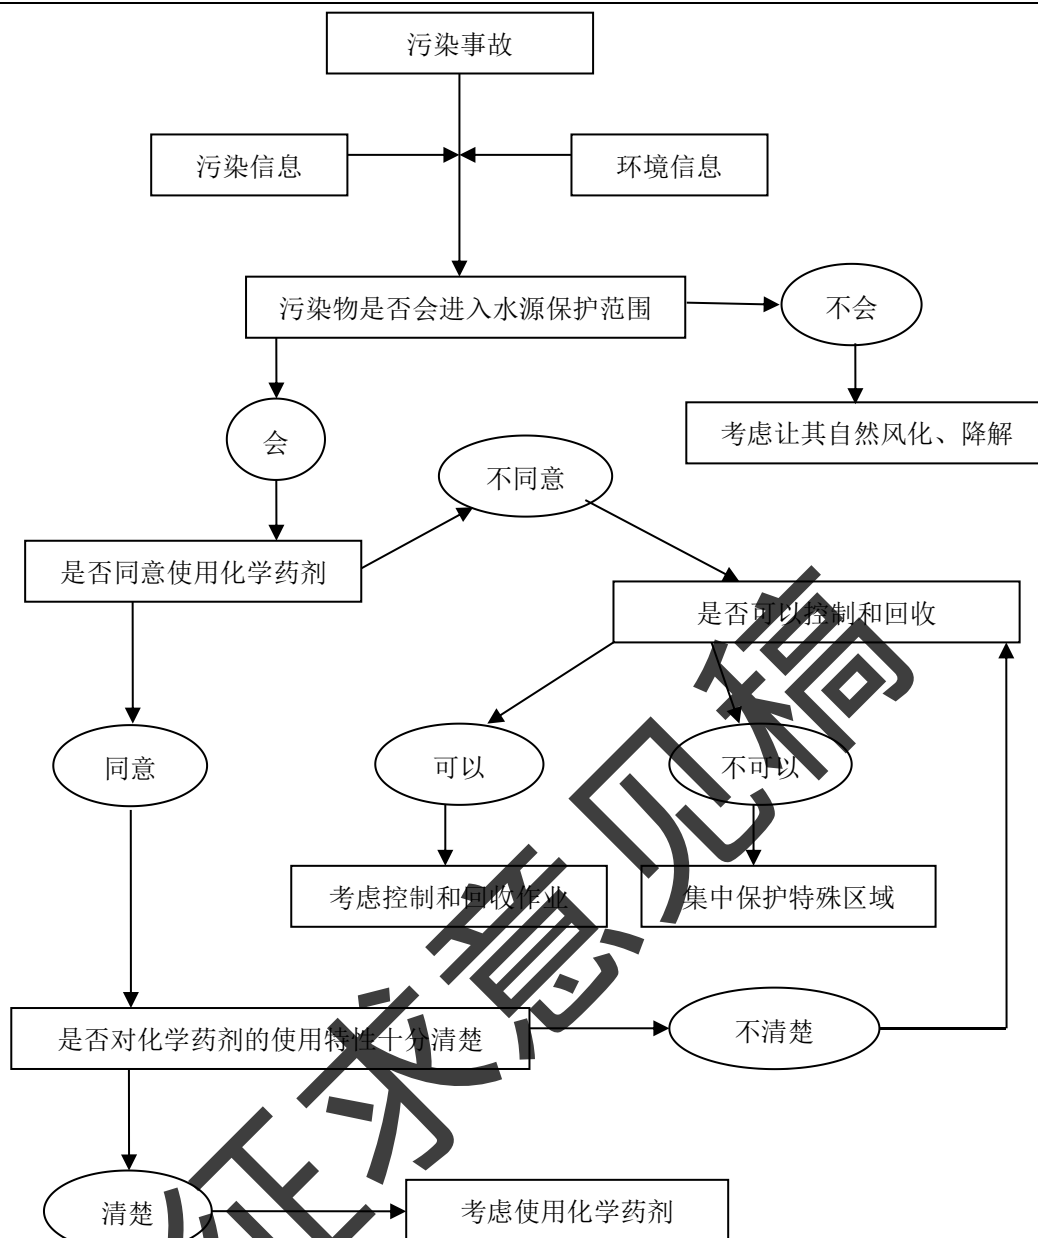 污染事故
污染信息
环境信息
污染物是否会进入水源保护范围
不会
会
考虑让其自然风化、降解
不同意
是否同意使用化学药剂
是否可以控制和回收
同意
可以
不可以
考虑控制和回收作业
集中保护特殊区域
是否对化学药剂的使用特性十分清楚
不清楚
清楚
考虑使用化学药剂
征求意见稿